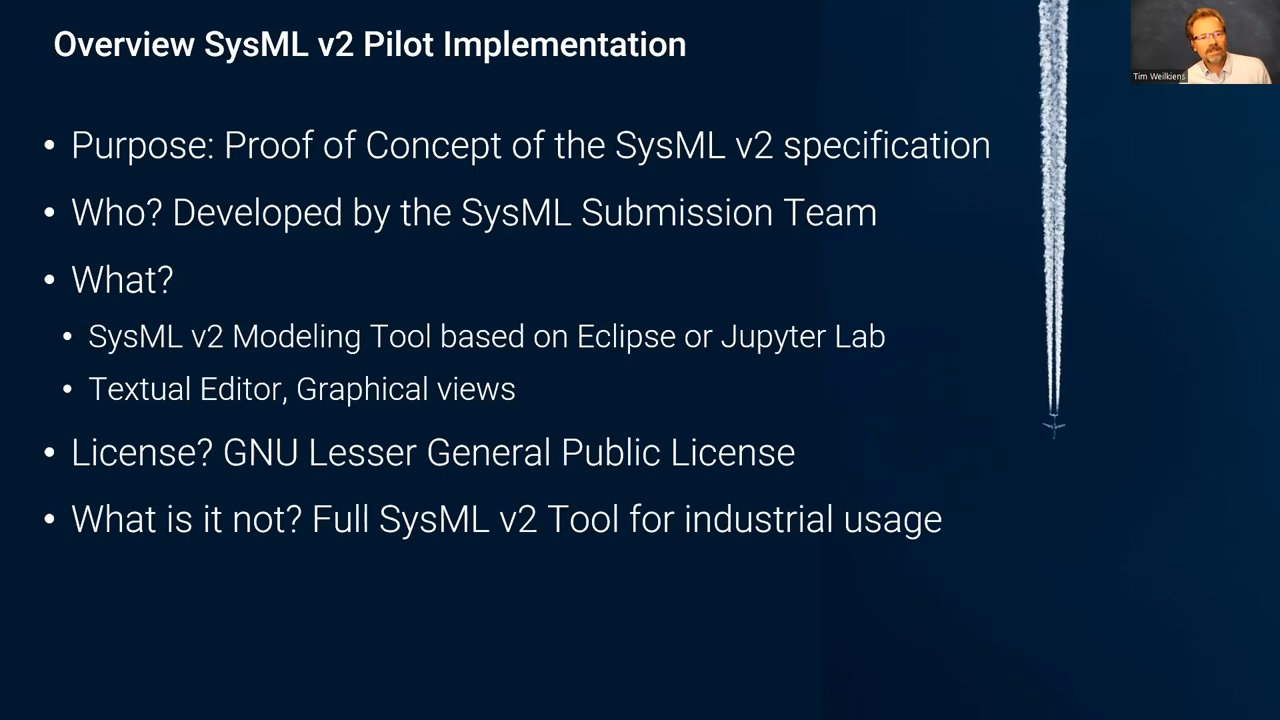 Overview SysML v2 Pilot Implementation
Tim Weilkiens
• Purpose: Proof of Concept of the SysML v2 specification
• Who? Developed by the SysML Submission Team
• What?
• SysML v2 Modeling Tool based on Eclipse or Jupyter Lab
• Textual Editor, Graphical views
• License? GNU Lesser General Public License
• What is it not? Full SysML v2 Tool for industrial usage